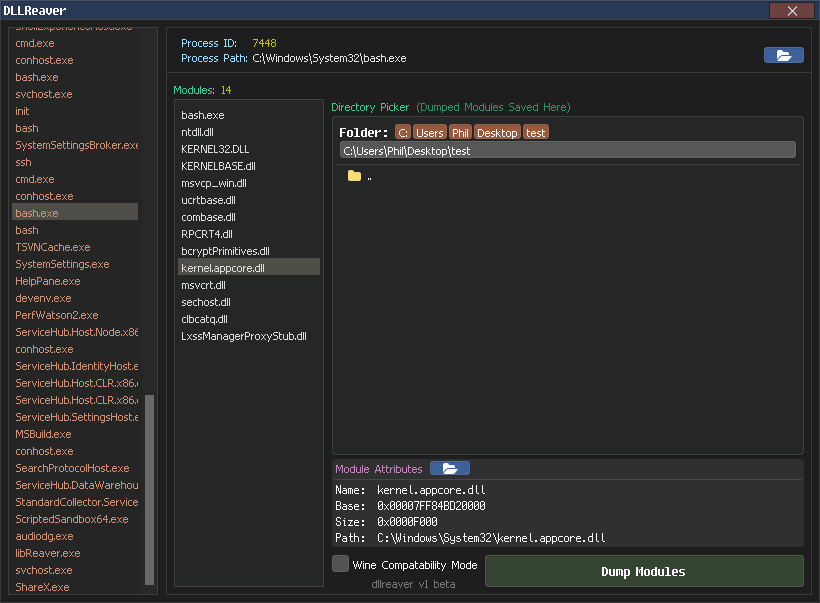 DLLReaver
cmd.exe
conhost.exe
bash.exe
svchost.exe
init
bash
SystemSettingsBroker.exe
ssh
cmd.exe
conhost.exe
bash.exe
bash
TSVNCache.exe
SystemSettings.exe
HelpPane.exe
devenv.exe
PerfWatson2.exe
ServiceHub.Host.Node.x86
conhost.exe
ServiceHub.IdentityHost.e
ServiceHub.Host.CLR.x86.
ServiceHub.Host.CLR.x86.
ServiceHub.SettingsHost.e
MSBuild.exe
conhost.exe
SearchProtocolHost.exe
ServiceHub.DataWarehou
StandardCollector.Service
ScriptedSandbox64.exe
audiodg.exe
libReaver.exe
svchost.exe
ShareX.exe
Process ID: 7448
Process Path: C:\Windows\System32\bash.exe
Modules: 14
bash.exe
ntdll.dll
KERNEL32.DLL
KERNELBASE.dll
msvcp_win.dll
ucrtbase.dll
combase.dll
RPCRT4.dll
bcryptPrimitives.dll
kernel.appcore.dll
msvcrt.dll
sechost.dll
clbcatq.dll
LxssManagerProxyStub.dll
Directory Picker (Dumped Modules Saved Here)
Folder: C: Users Phil Desktop test
C:\Users\Phil\Desktop\test
..
Module Attributes
Name: kernel.appcore.dll
Base: 0x00007FF84BD20000
Size: 0x0000F000
Path: C:\Windows\System32\kernel.appcore.dll
Wine Compatability Mode
dllreaver v1 beta
Dump Modules